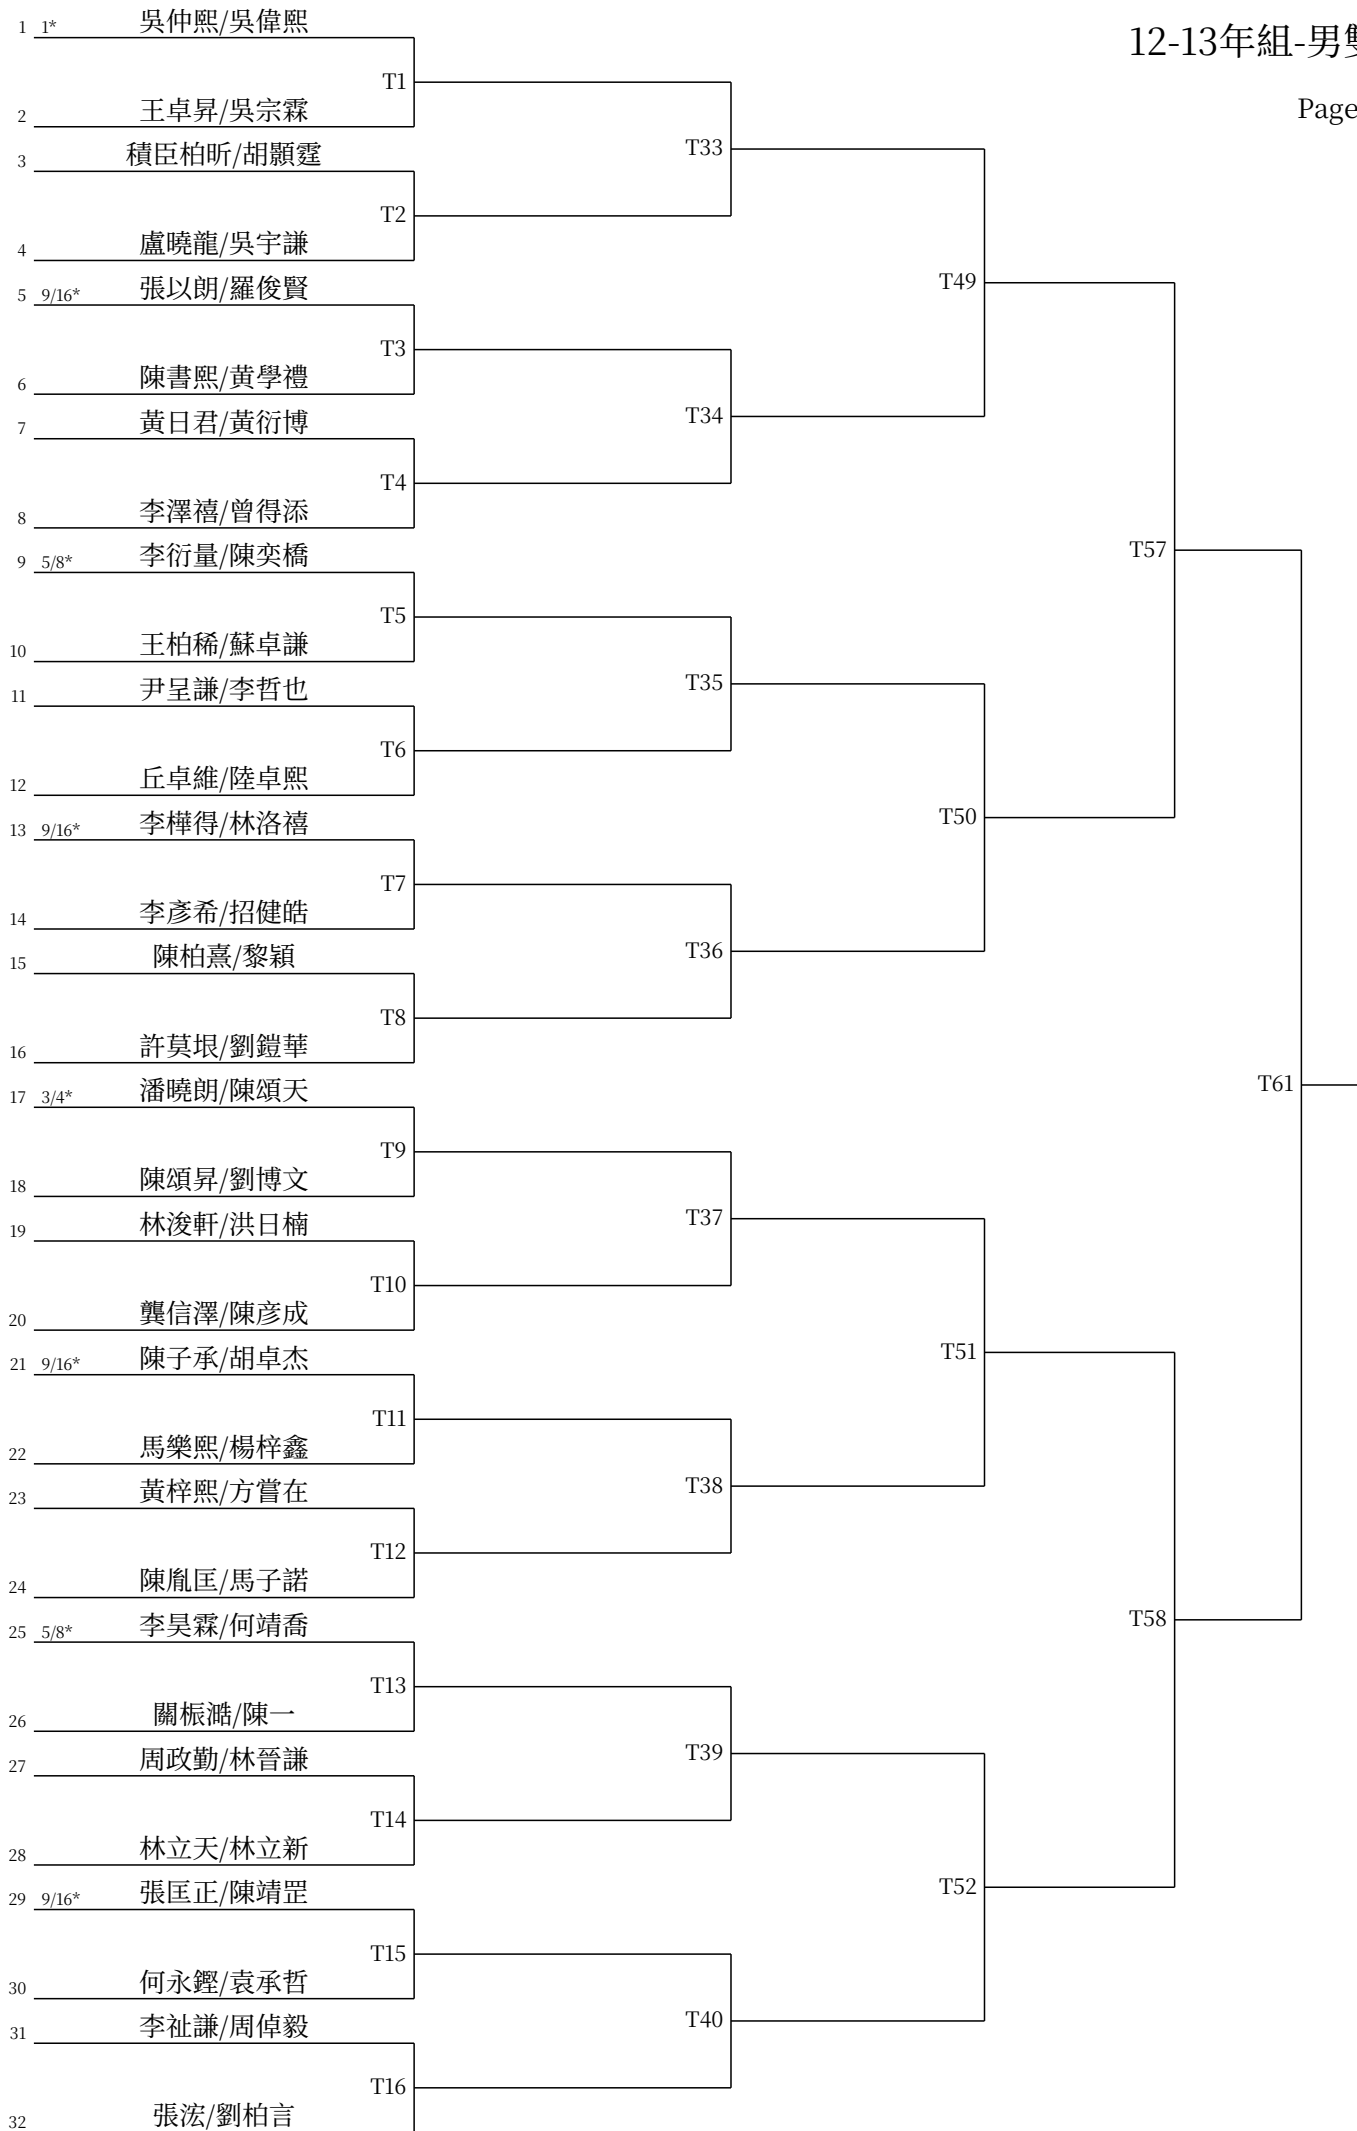 12-13年組-男雙
Page
1 1* 吳仲熙/吳偉熙
T1
2 王卓昇/吳宗霖
T33
3 積臣柏昕/胡顥霆
T2
4 盧曉龍/吳宇謙
T49
5 9/16* 張以朗/羅俊賢
T3
6 陳書熙/黄學禮
T34
7 黃日君/黃衍博
T4
8 李澤禧/曾得添
T57
9 5/8* 李衍量/陳奕橋
T5
10 王柏稀/蘇卓謙
T35
11 尹呈謙/李哲也
T6
12 丘卓維/陸卓熙
T50
13 9/16* 李樺得/林洛禧
T7
14 李彥希/招健皓
T36
15 陳柏熹/黎穎
T8
16 許莫垠/劉鎧華
T61
17 3/4* 潘曉朗/陳頌天
T9
18 陳頌昇/劉博文
T37
19 林浚軒/洪日楠
T10
20 龔信澤/陳彦成
T51
21 9/16* 陳子承/胡卓杰
T11
22 馬樂熙/楊梓鑫
T38
23 黃梓熙/方嘗在
T12
24 陳胤匡/馬子諾
T58
25 5/8* 李昊霖/何靖喬
T13
26 關桭澔/陳一
T39
27 周政勤/林晉謙
T14
28 林立天/林立新
T52
29 9/16* 張匡正/陳靖罡
T15
30 何永鏗/袁承哲
T40
31 李祉謙/周倬毅
T16
32 張浤/劉柏言